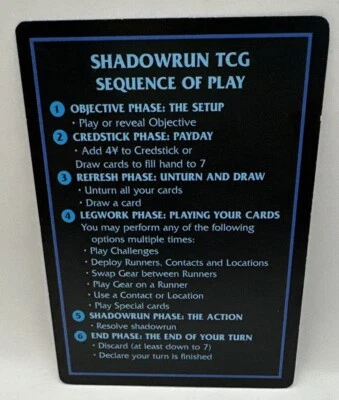 SHADOWRUN TCG
SEQUENCE OF PLAY
1 OBJECTIVE PHASE: THE SETUP
• Play or reveal Objective
2 CREDSTICK PHASE: PAYDAY
• Add 4¥ to Credstick or
Draw cards to fill hand to 7
3 REFRESH PHASE: UNTURN AND DRAW
• Unturn all your cards
• Draw a card
4 LEGWORK PHASE: PLAYING YOUR CARDS
You may perform any of the following
options multiple times:
• Play Challenges
• Deploy Runners, Contacts and Locations
• Swap Gear between Runners
• Play Gear on a Runner
• Use a Contact or Location
• Play Special cards
5 SHADOWRUN PHASE: THE ACTION
• Resolve shadowrun
6 END PHASE: THE END OF YOUR TURN
• Discard (at least down to 7)
• Declare your turn is finished